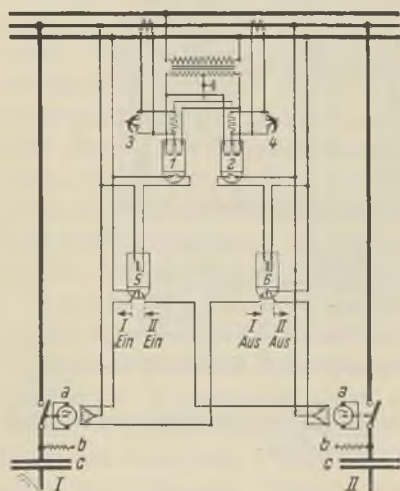 3 4
1 2
5 6
I II I II
Ein Ein Aus Aus
a a
b b
c c
I II